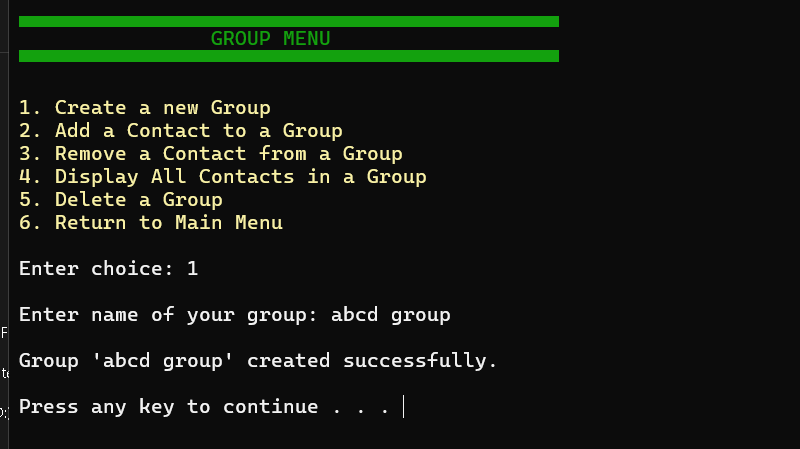 GROUP MENU
1. Create a new Group
2. Add a Contact to a Group
3. Remove a Contact from a Group
4. Display All Contacts in a Group
5. Delete a Group
6. Return to Main Menu
Enter choice: 1
Enter name of your group: abcd group
Group 'abcd group' created successfully.
Press any key to continue . . .